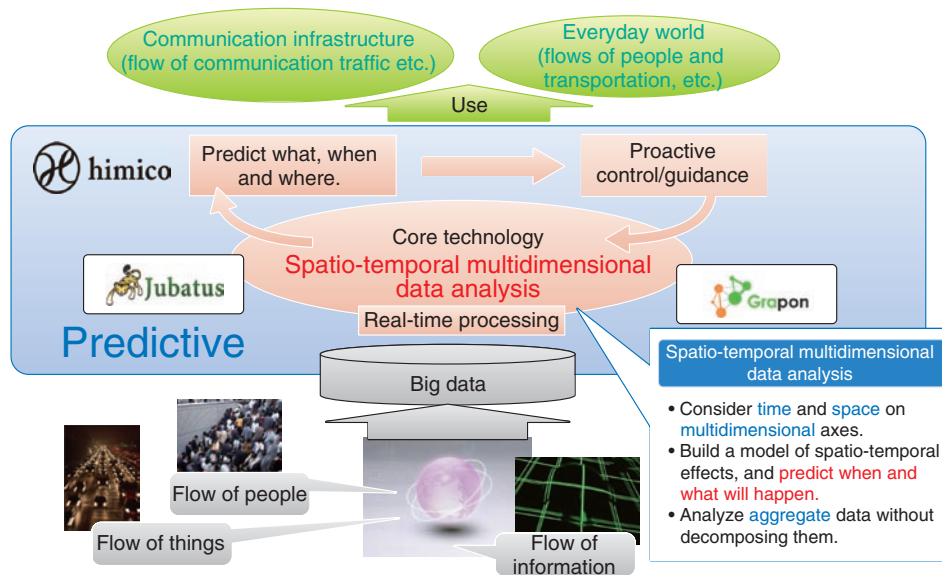 Communication infrastructure
(flow of communication traffic etc.)
Everyday world
(flows of people and
transportation, etc.)
Use
himico
Predict what, when
and where.
Proactive
control/guidance
Core technology
Spatio-temporal multidimensional
data analysis
Jubatus
Grapon
Real-time processing
Predictive
Big data
Spatio-temporal multidimensional
data analysis
• Consider time and space on
multidimensional axes.
• Build a model of spatio-temporal
effects, and predict when and
what will happen.
• Analyze aggregate data without
decomposing them.
Flow of people
Flow of things
Flow of
information